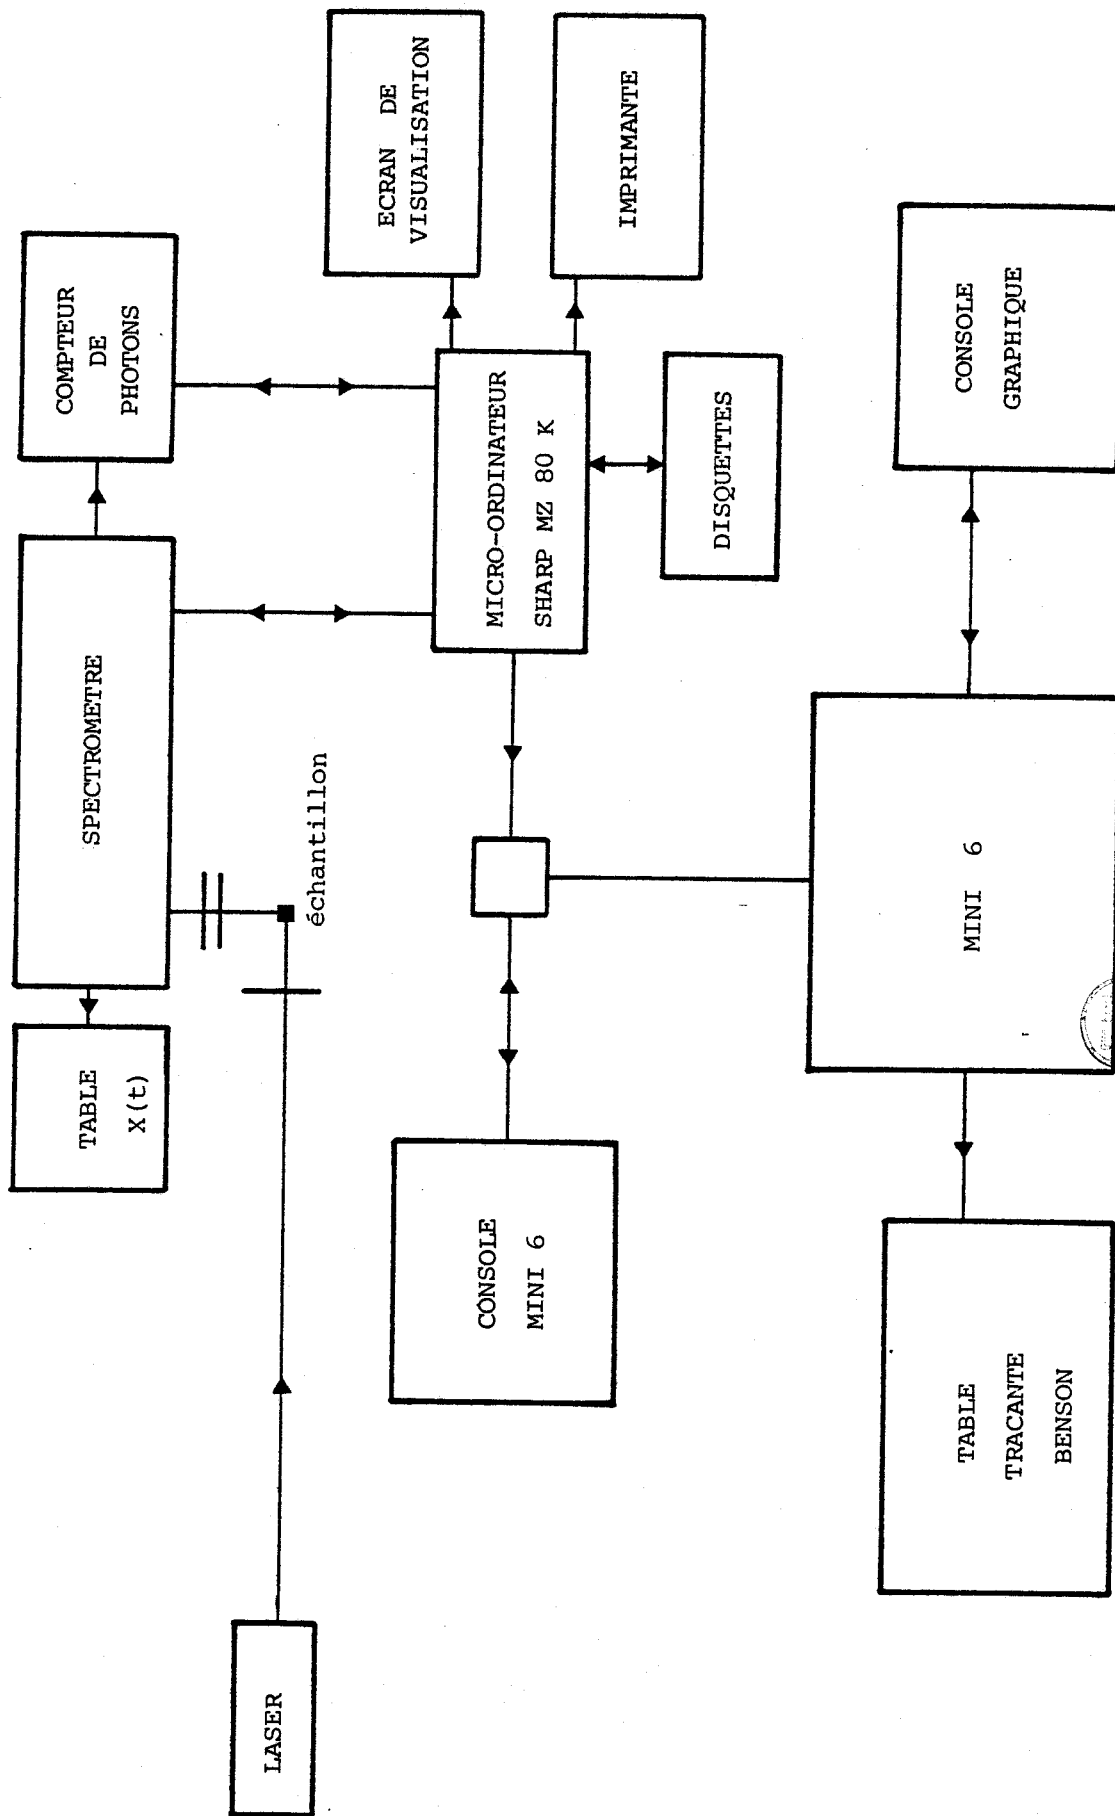 TABLE
X(t)
SPECTROMETRE
COMPTEUR
DE
PHOTONS
LASER
échantillon
ECRAN DE
VISUALISATION
CONSOLE
MINI 6
MICRO-ORDINATEUR
SHARP MZ 80 K
IMPRIMANTE
DISQUETTES
TABLE
TRACANTE
BENSON
MINI 6
CONSOLE
GRAPHIQUE